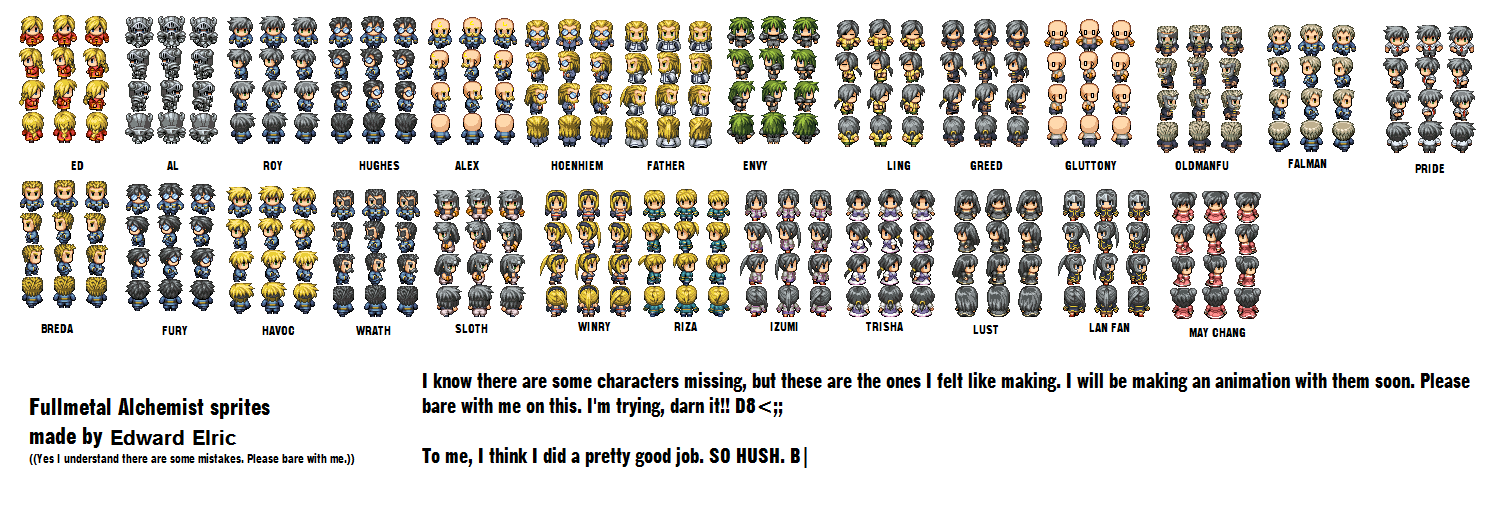 ED AL ROY HUGHES ALEX HOENHIEM FATHER ENVY LING GREED GLUTTONY OLDMANFU FALMAN PRIDE
BREDA FURY HAVOC WRATH SLOTH WINRY RIZA IZUMI TRISHA LUST LAN FAN MAY CHANG
Fullmetal Alchemist sprites
made by Edward Elric
((Yes I understand there are some mistakes. Please bare with me.))
I know there are some characters missing, but these are the ones I felt like making. I will be making an animation with them soon. Please
bare with me on this. I'm trying, darn it!! D8<;;
To me, I think I did a pretty good job. SO HUSH. B|